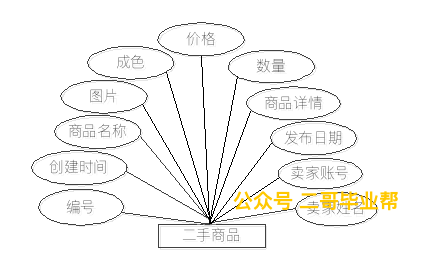 价格
成色
数量
图片
商品详情
商品名称
发布日期
创建时间
卖家账号
公众号 二哥毕业帮
编号
卖家姓名
二手商品